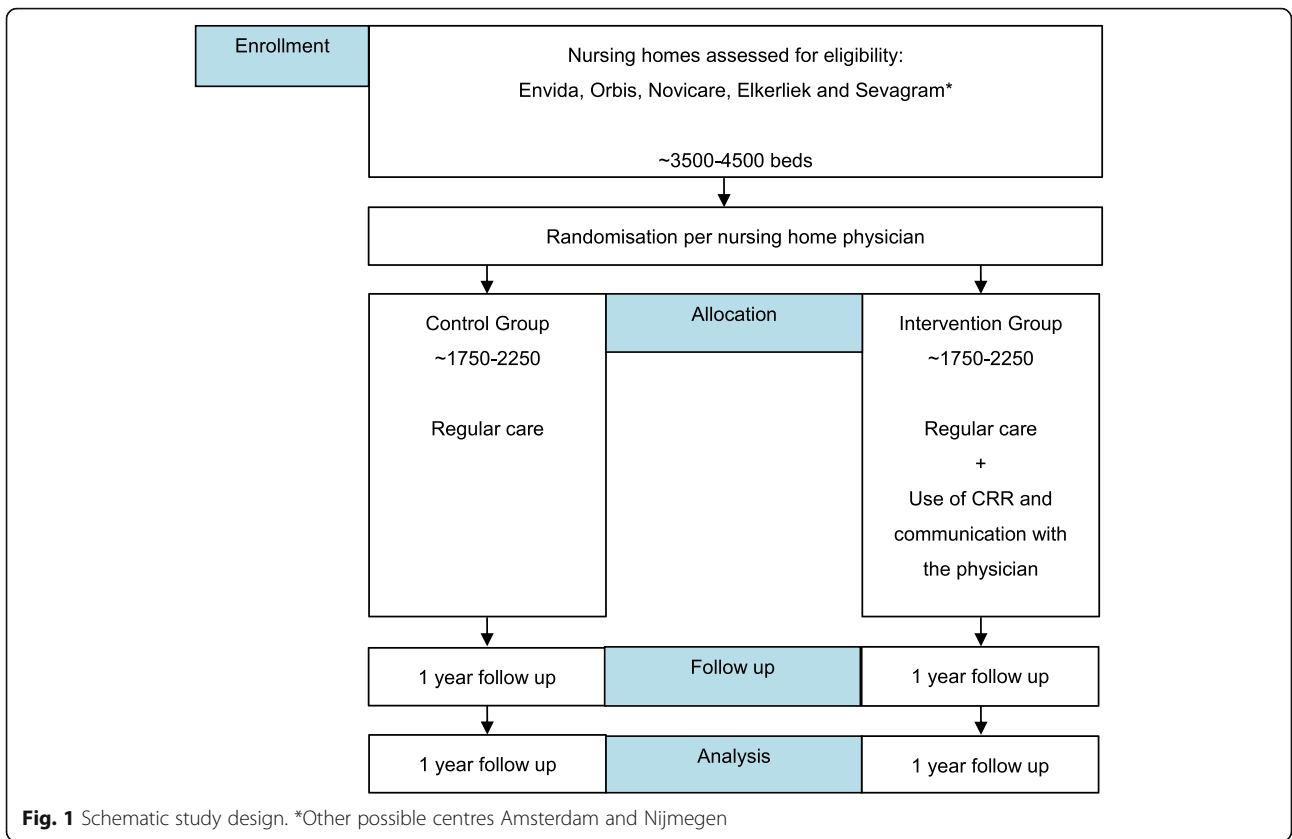 Enrollment
Nursing homes assessed for eligibility:
Envida, Orbis, Novicare, Elkerliek and Sevagram*
~3500-4500 beds
Randomisation per nursing home physician
Control Group
~1750-2250
Regular care
Allocation
Intervention Group
~1750-2250
Regular care
+
Use of CRR and
communication with
the physician
1 year follow up
Follow up
1 year follow up
1 year follow up
Analysis
1 year follow up
Fig. 1 Schematic study design. *Other possible centres Amsterdam and Nijmegen